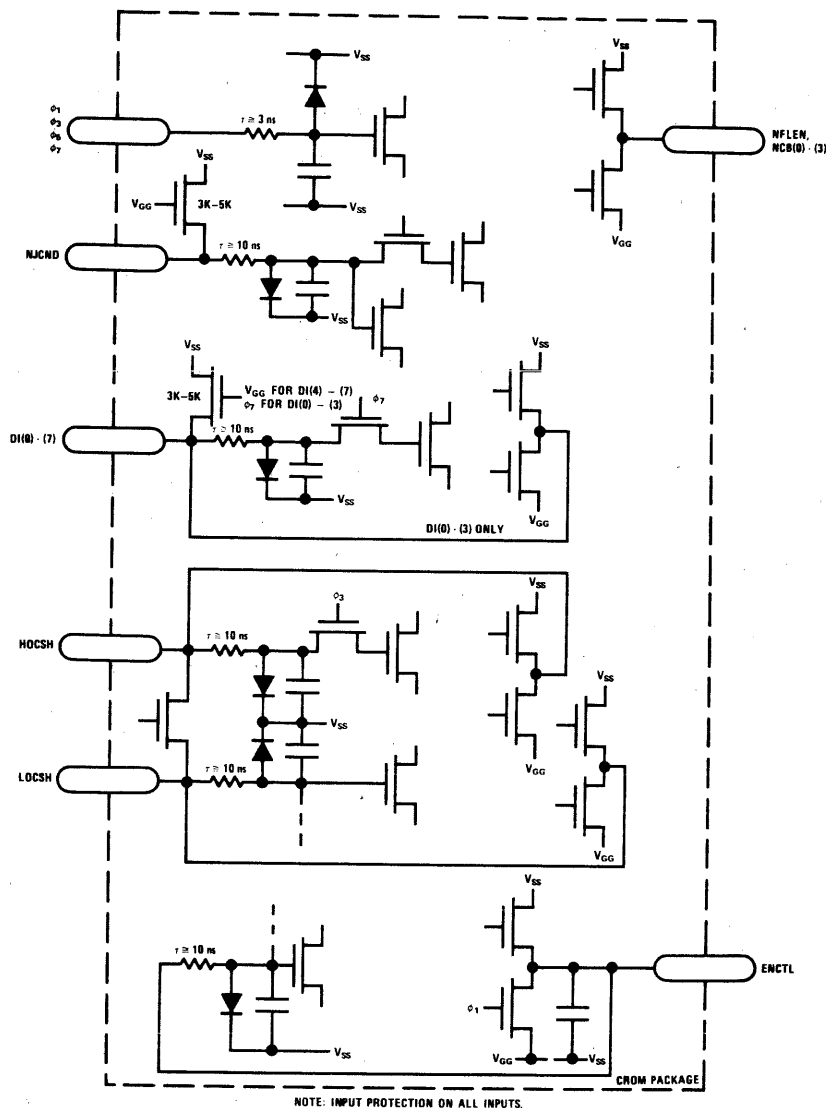 VSS
φ1
φ3
φ6
φ7
τ ≅ 3 ns
VSS
VSS
NFLEN,
NCB(0) · (3)
VGG
VSS
VGG
3K–5K
NJCND
τ ≅ 10 ns
VSS
VSS
3K–5K
VGG FOR DI(4) – (7)
φ7 FOR DI(0) – (3)
φ7
VSS
DI(0) · (7)
τ ≅ 10 ns
VSS
VGG
DI(0) · (3) ONLY
φ3
VSS
HOCSH
τ ≅ 10 ns
VSS
VSS
VGG
LOCSH
τ ≅ 10 ns
VGG
VSS
τ ≅ 10 ns
ENCTL
φ1
VSS
VGG
VSS
CROM PACKAGE
NOTE: INPUT PROTECTION ON ALL INPUTS.